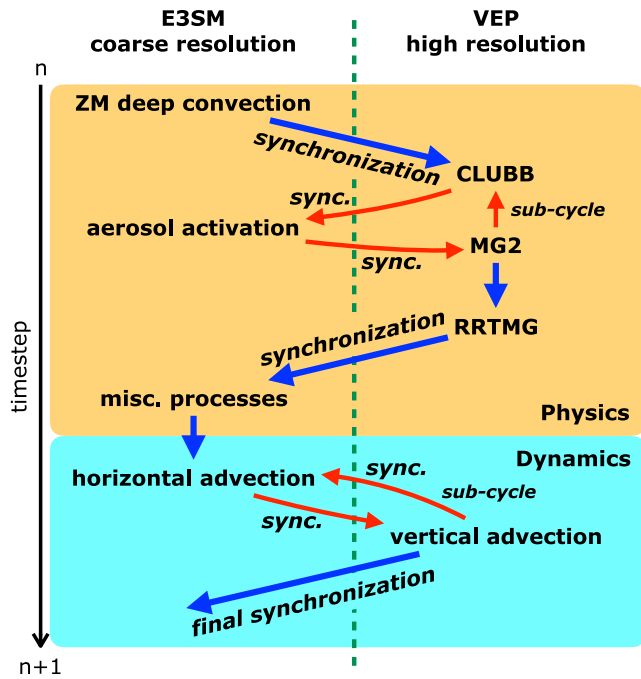 E3SM
coarse resolution
VEP
high resolution
n
ZM deep convection
synchronization
CLUBB
sync.
sub-cycle
aerosol activation
sync.
MG2
synchronization
RRTMG
timestep
misc. processes
Physics
Dynamics
horizontal advection
sync.
sub-cycle
sync.
vertical advection
final synchronization
n+1